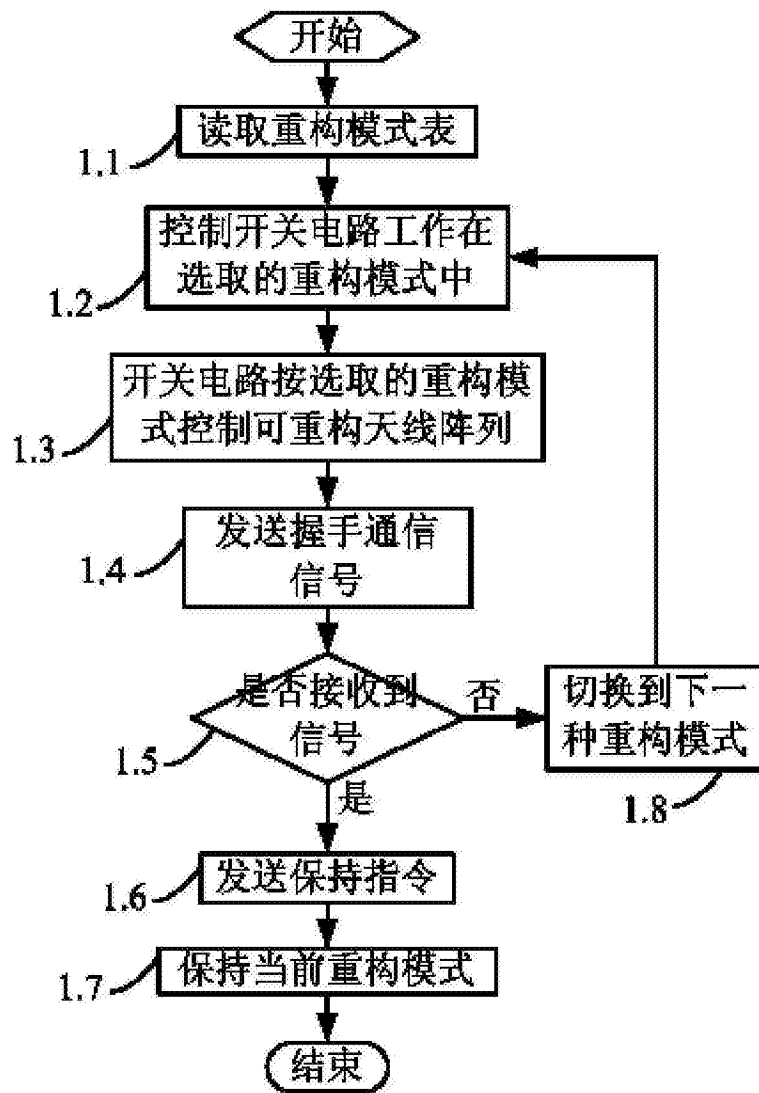 开始
读取重构模式表
1.1
控制开关电路工作在
选取的重构模式中
1.2
开关电路按选取的重构模
式控制可重构天线阵列
1.3
发送握手通信
信号
1.4
是否接收到
信号
1.5
否
切换到下一
种重构模式
1.8
是
发送保持指令
1.6
保持当前重构模式
1.7
结束